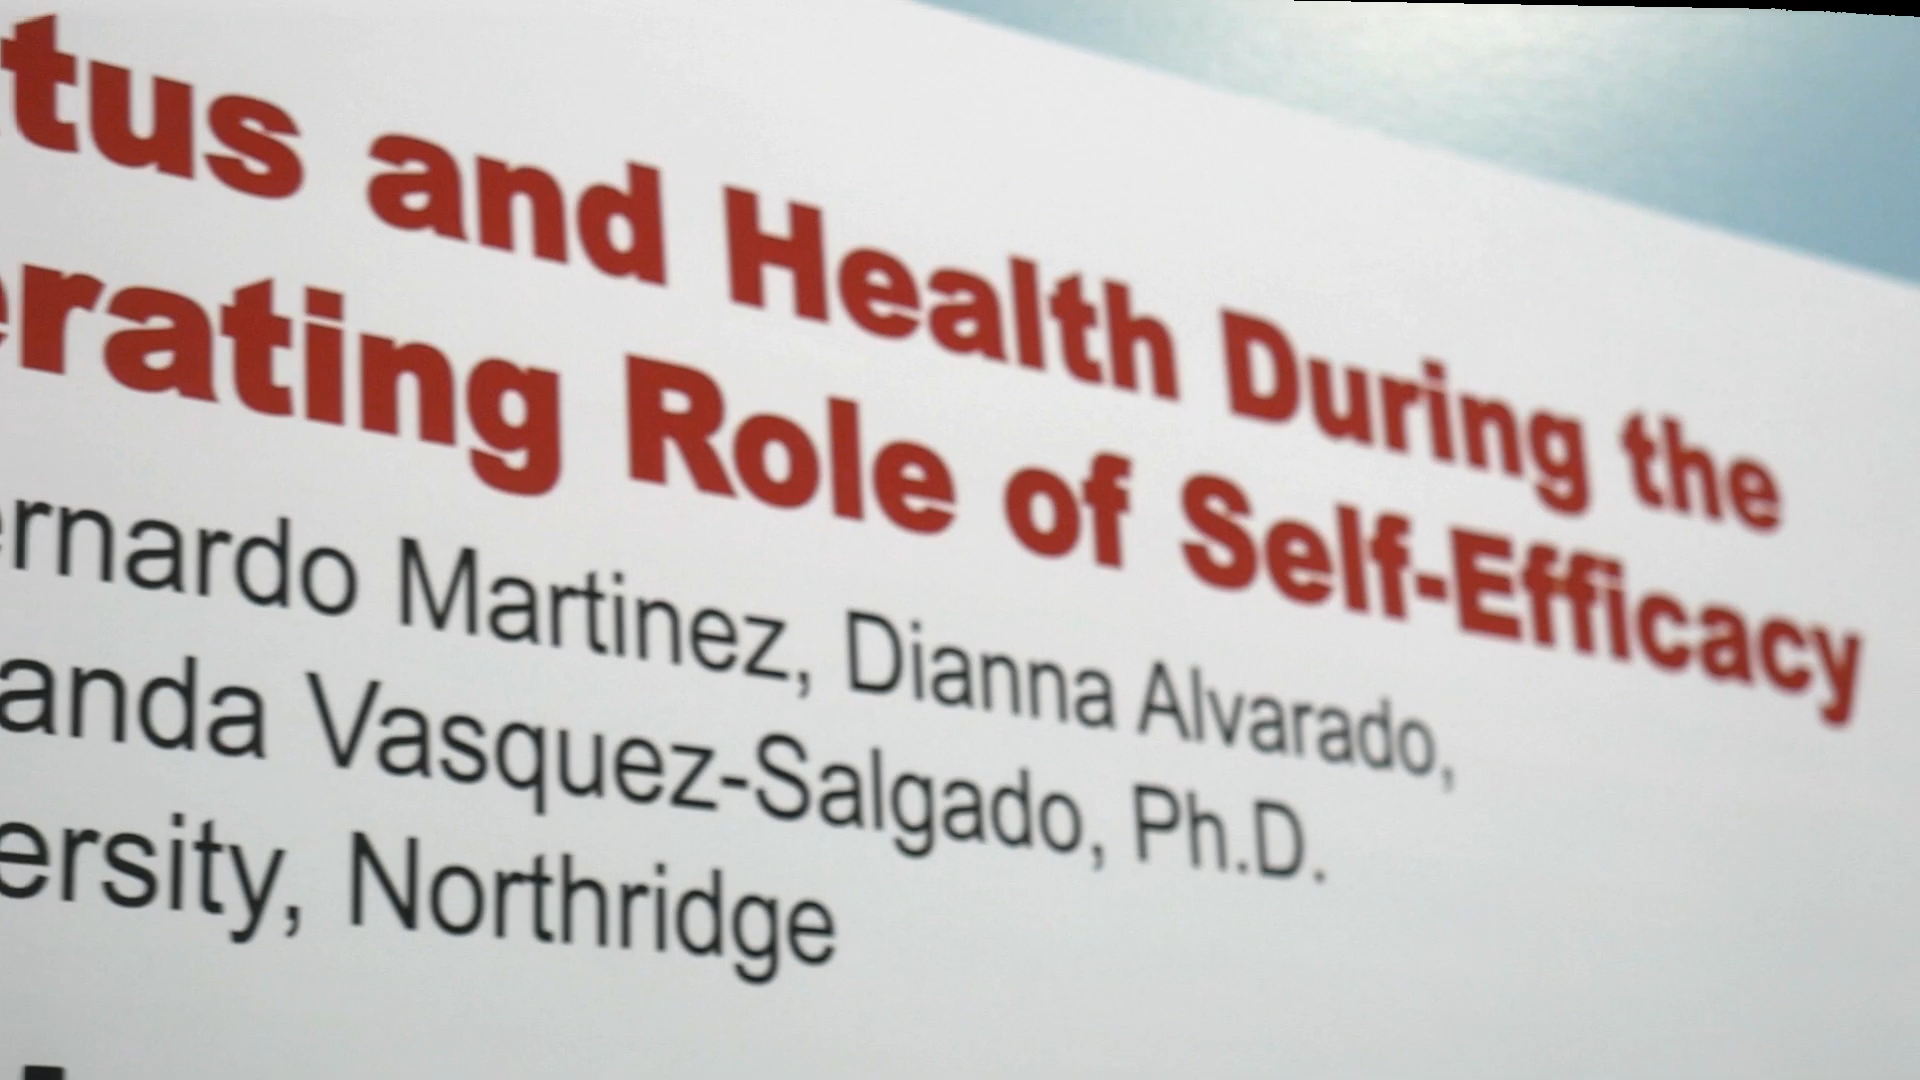 tus and Health During the
erating Role of Self-Efficacy
ernardo Martinez, Dianna Alvarado,
anda Vasquez-Salgado, Ph.D.
ersity, Northridge